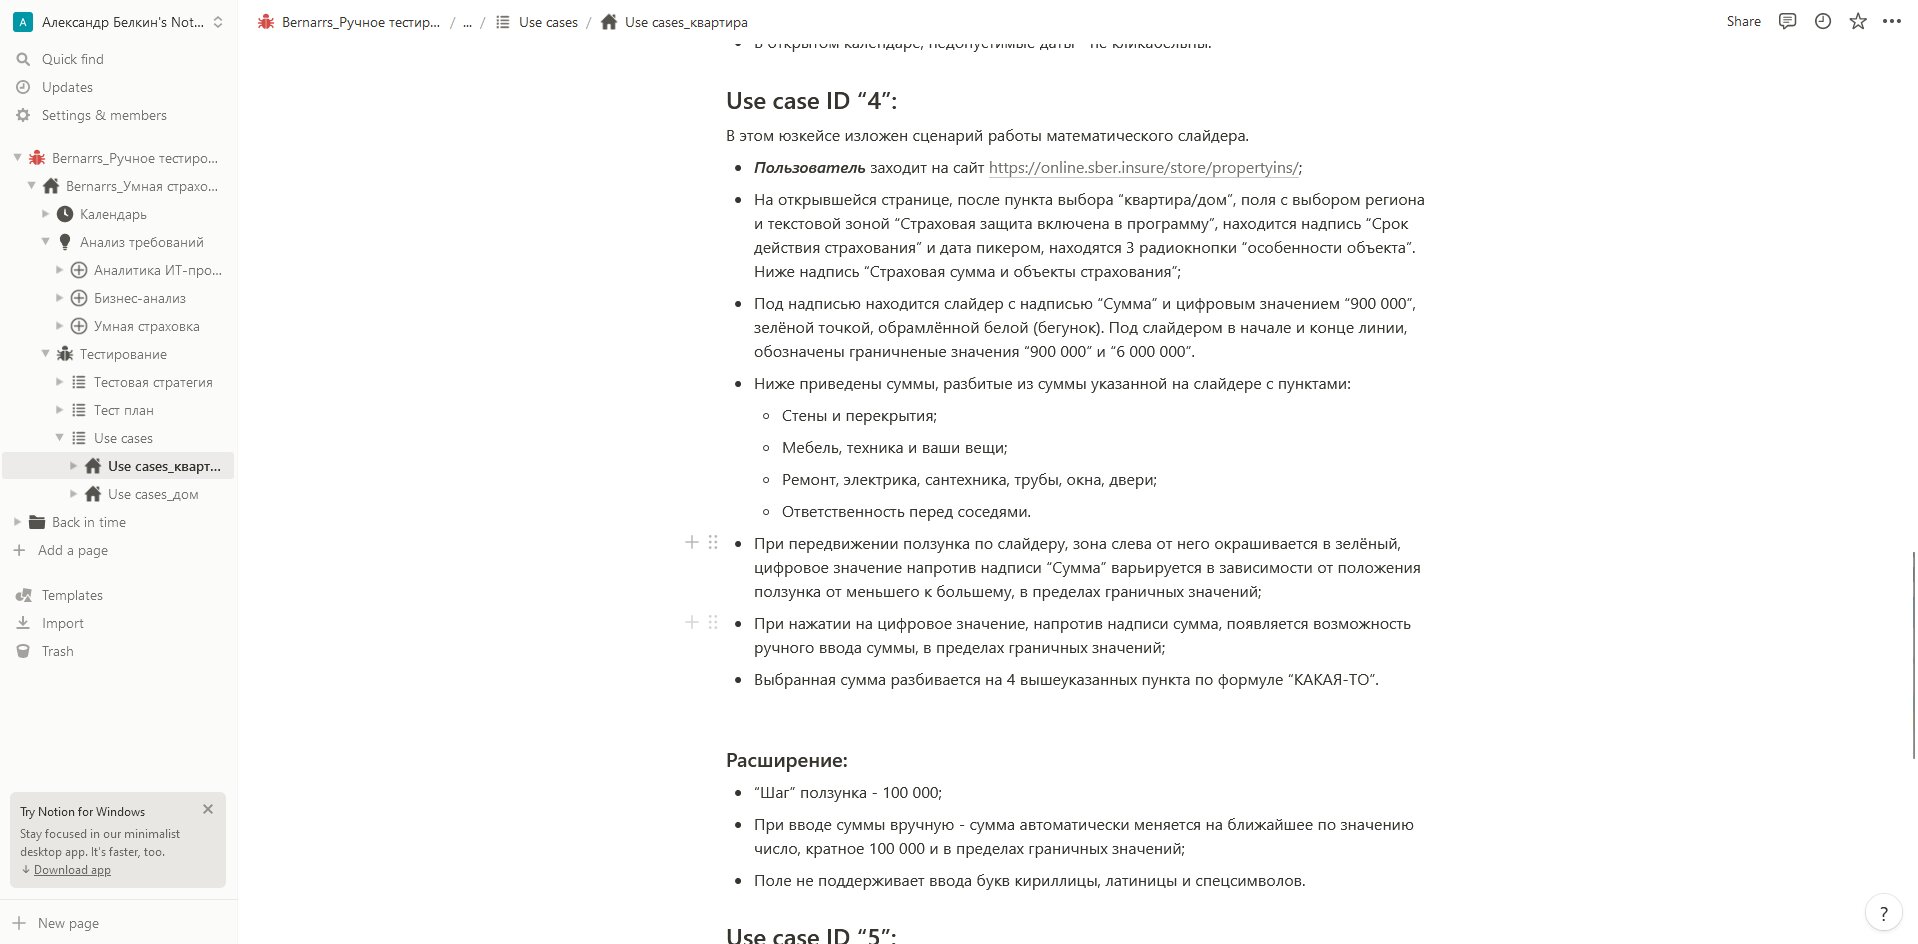 Александр Белкин's Not...
Quick find
Updates
Settings & members
Bernarrs_Ручное тестиро...
Bernarrs_Умная страхо...
Календарь
Анализ требований
Аналитика ИТ-про...
Бизнес-анализ
Умная страховка
Тестирование
Тестовая стратегия
Тест план
Use cases
Use cases_кварт...
Use cases_дом
Back in time
Add a page
Templates
Import
Trash
Try Notion for Windows
Stay focused in our minimalist
desktop app. It's faster, too.
Download app
New page
Bernarrs_Ручное тестир... / ... / Use cases / Use cases_квартира
Share
В открытом календаре, недопустимые даты - не кликабельны.
Use case ID “4”:
В этом юзкейсе изложен сценарий работы математического слайдера.
Пользователь заходит на сайт https://online.sber.insure/store/propertyins/;
На открывшейся странице, после пункта выбора “квартира/дом”, поля с выбором региона
и текстовой зоной “Страховая защита включена в программу”, находится надпись “Срок
действия страхования” и дата пикером, находятся 3 радиокнопки “особенности объекта”.
Ниже надпись “Страховая сумма и объекты страхования”;
Под надписью находится слайдер с надписью “Сумма” и цифровым значением “900 000”,
зелёной точкой, обрамлённой белой (бегунок). Под слайдером в начале и конце линии,
обозначены граничненые значения “900 000” и “6 000 000”.
Ниже приведены суммы, разбитые из суммы указанной на слайдере с пунктами:
Стены и перекрытия;
Мебель, техника и ваши вещи;
Ремонт, электрика, сантехника, трубы, окна, двери;
Ответственность перед соседями.
При передвижении ползунка по слайдеру, зона слева от него окрашивается в зелёный,
цифровое значение напротив надписи “Сумма” варьируется в зависимости от положения
ползунка от меньшего к большему, в пределах граничных значений;
При нажатии на цифровое значение, напротив надписи сумма, появляется возможность
ручного ввода суммы, в пределах граничных значений;
Выбранная сумма разбивается на 4 вышеуказанных пункта по формуле “КАКАЯ-ТО”.
Расширение:
“Шаг” ползунка - 100 000;
При вводе суммы вручную - сумма автоматически меняется на ближайшее по значению
число, кратное 100 000 и в пределах граничных значений;
Поле не поддерживает ввода букв кириллицы, латиницы и спецсимволов.
Use case ID “5”:
?